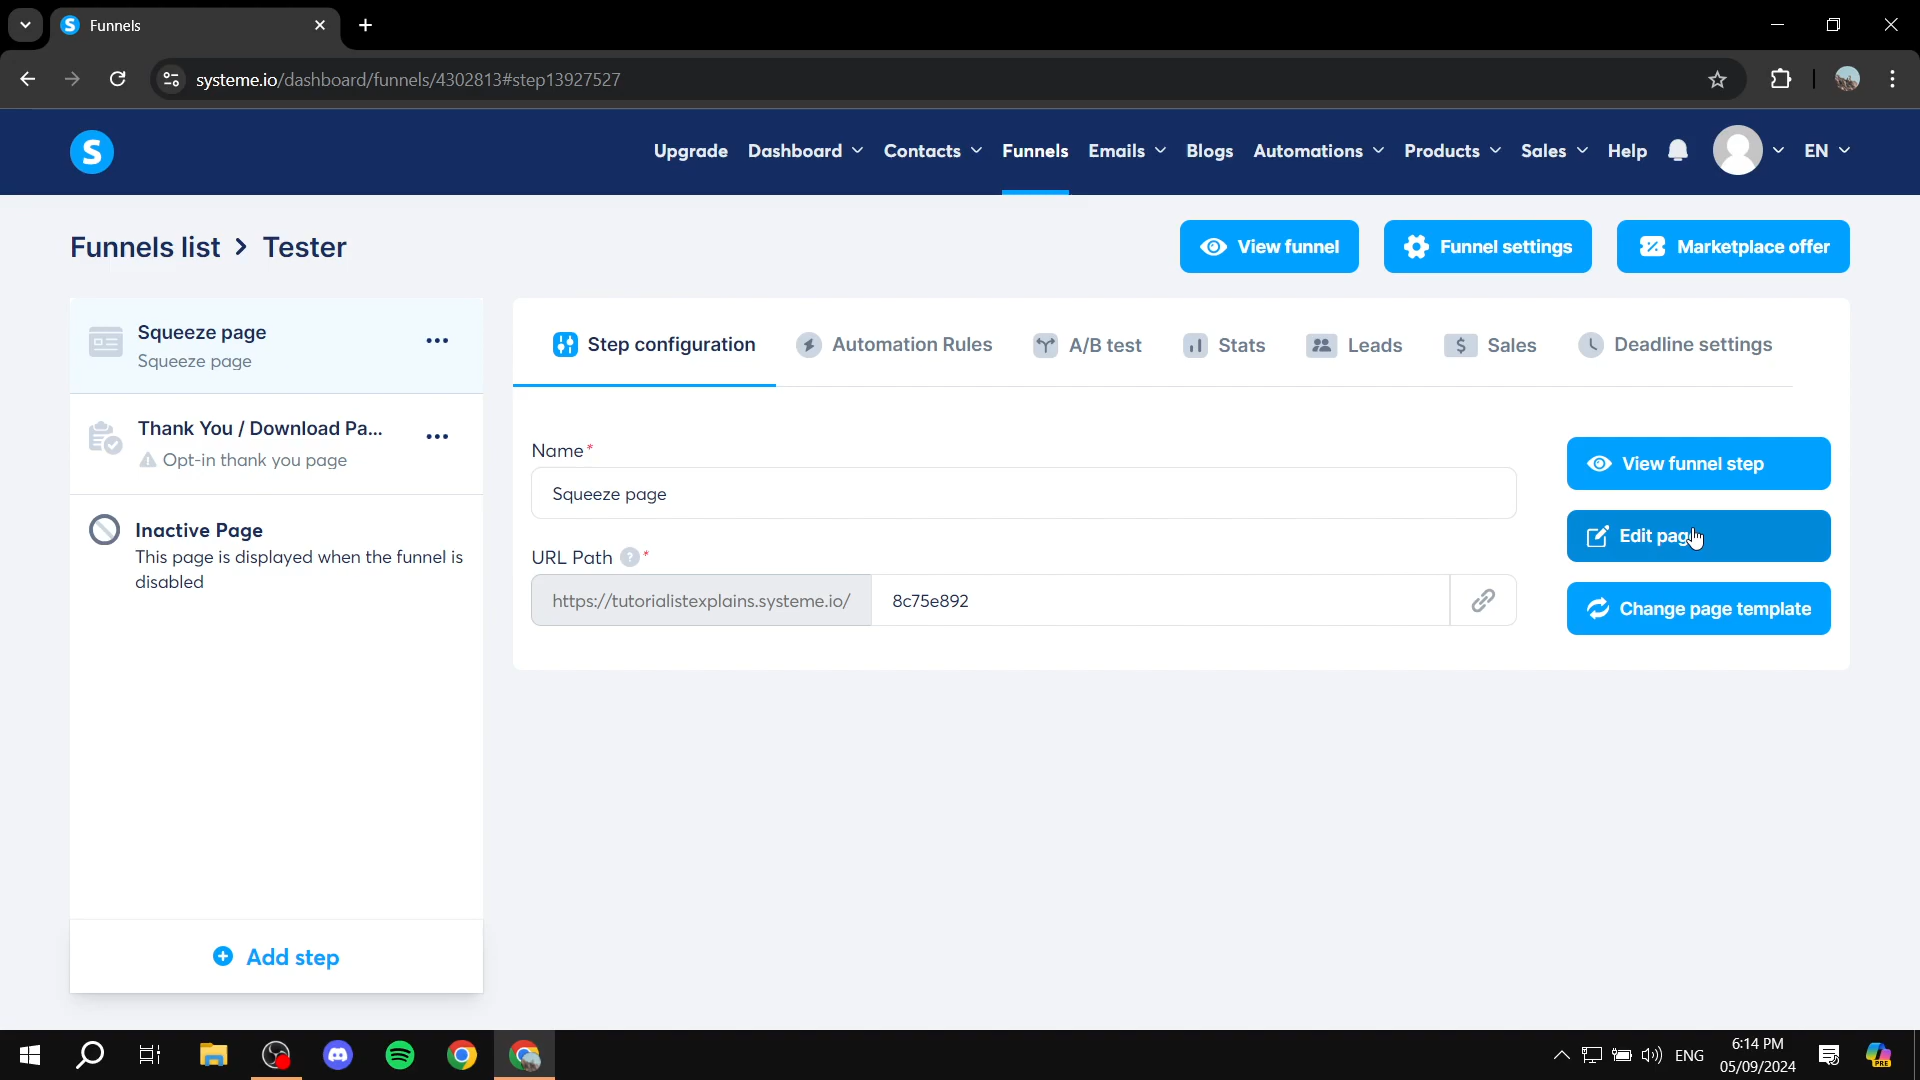 Funnels
systeme.io/dashboard/funnels/4302813#step13927527
S
Upgrade Dashboard Contacts Funnels Emails Blogs Automations Products Sales Help EN
Funnels list > Tester
View funnel
Funnel settings
Marketplace offer
Squeeze page
Squeeze page
Thank You / Download Pa...
Opt-in thank you page
Inactive Page
This page is displayed when the funnel is
disabled
Add step
Step configuration
Automation Rules
A/B test
Stats
Leads
$ Sales
Deadline settings
Name*
Squeeze page
URL Path ? *
https://tutorialistexplains.systeme.io/ 8c75e892
View funnel step
Edit page
Change page template
ENG
6:14 PM
05/09/2024
PRE